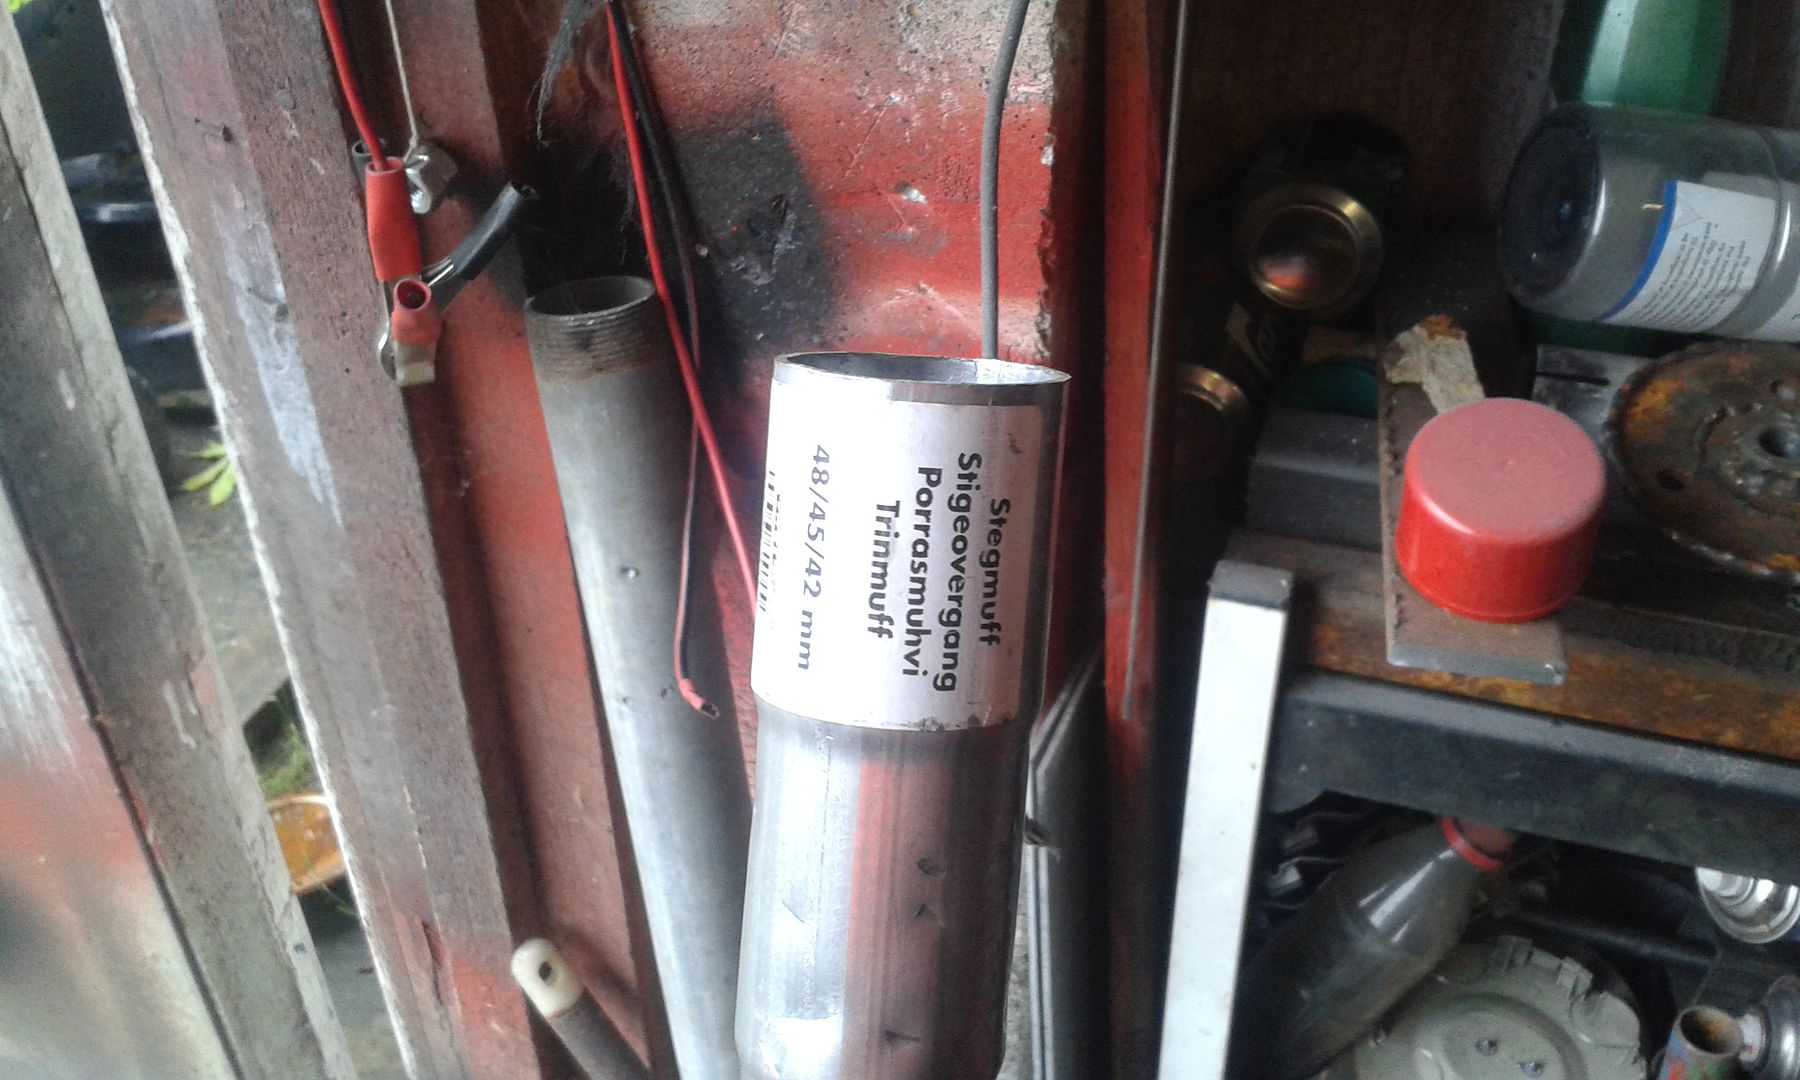 Stegmuff
Stigeovergang
Porrasmuhvi
Trinmuff
48/45/42 mm